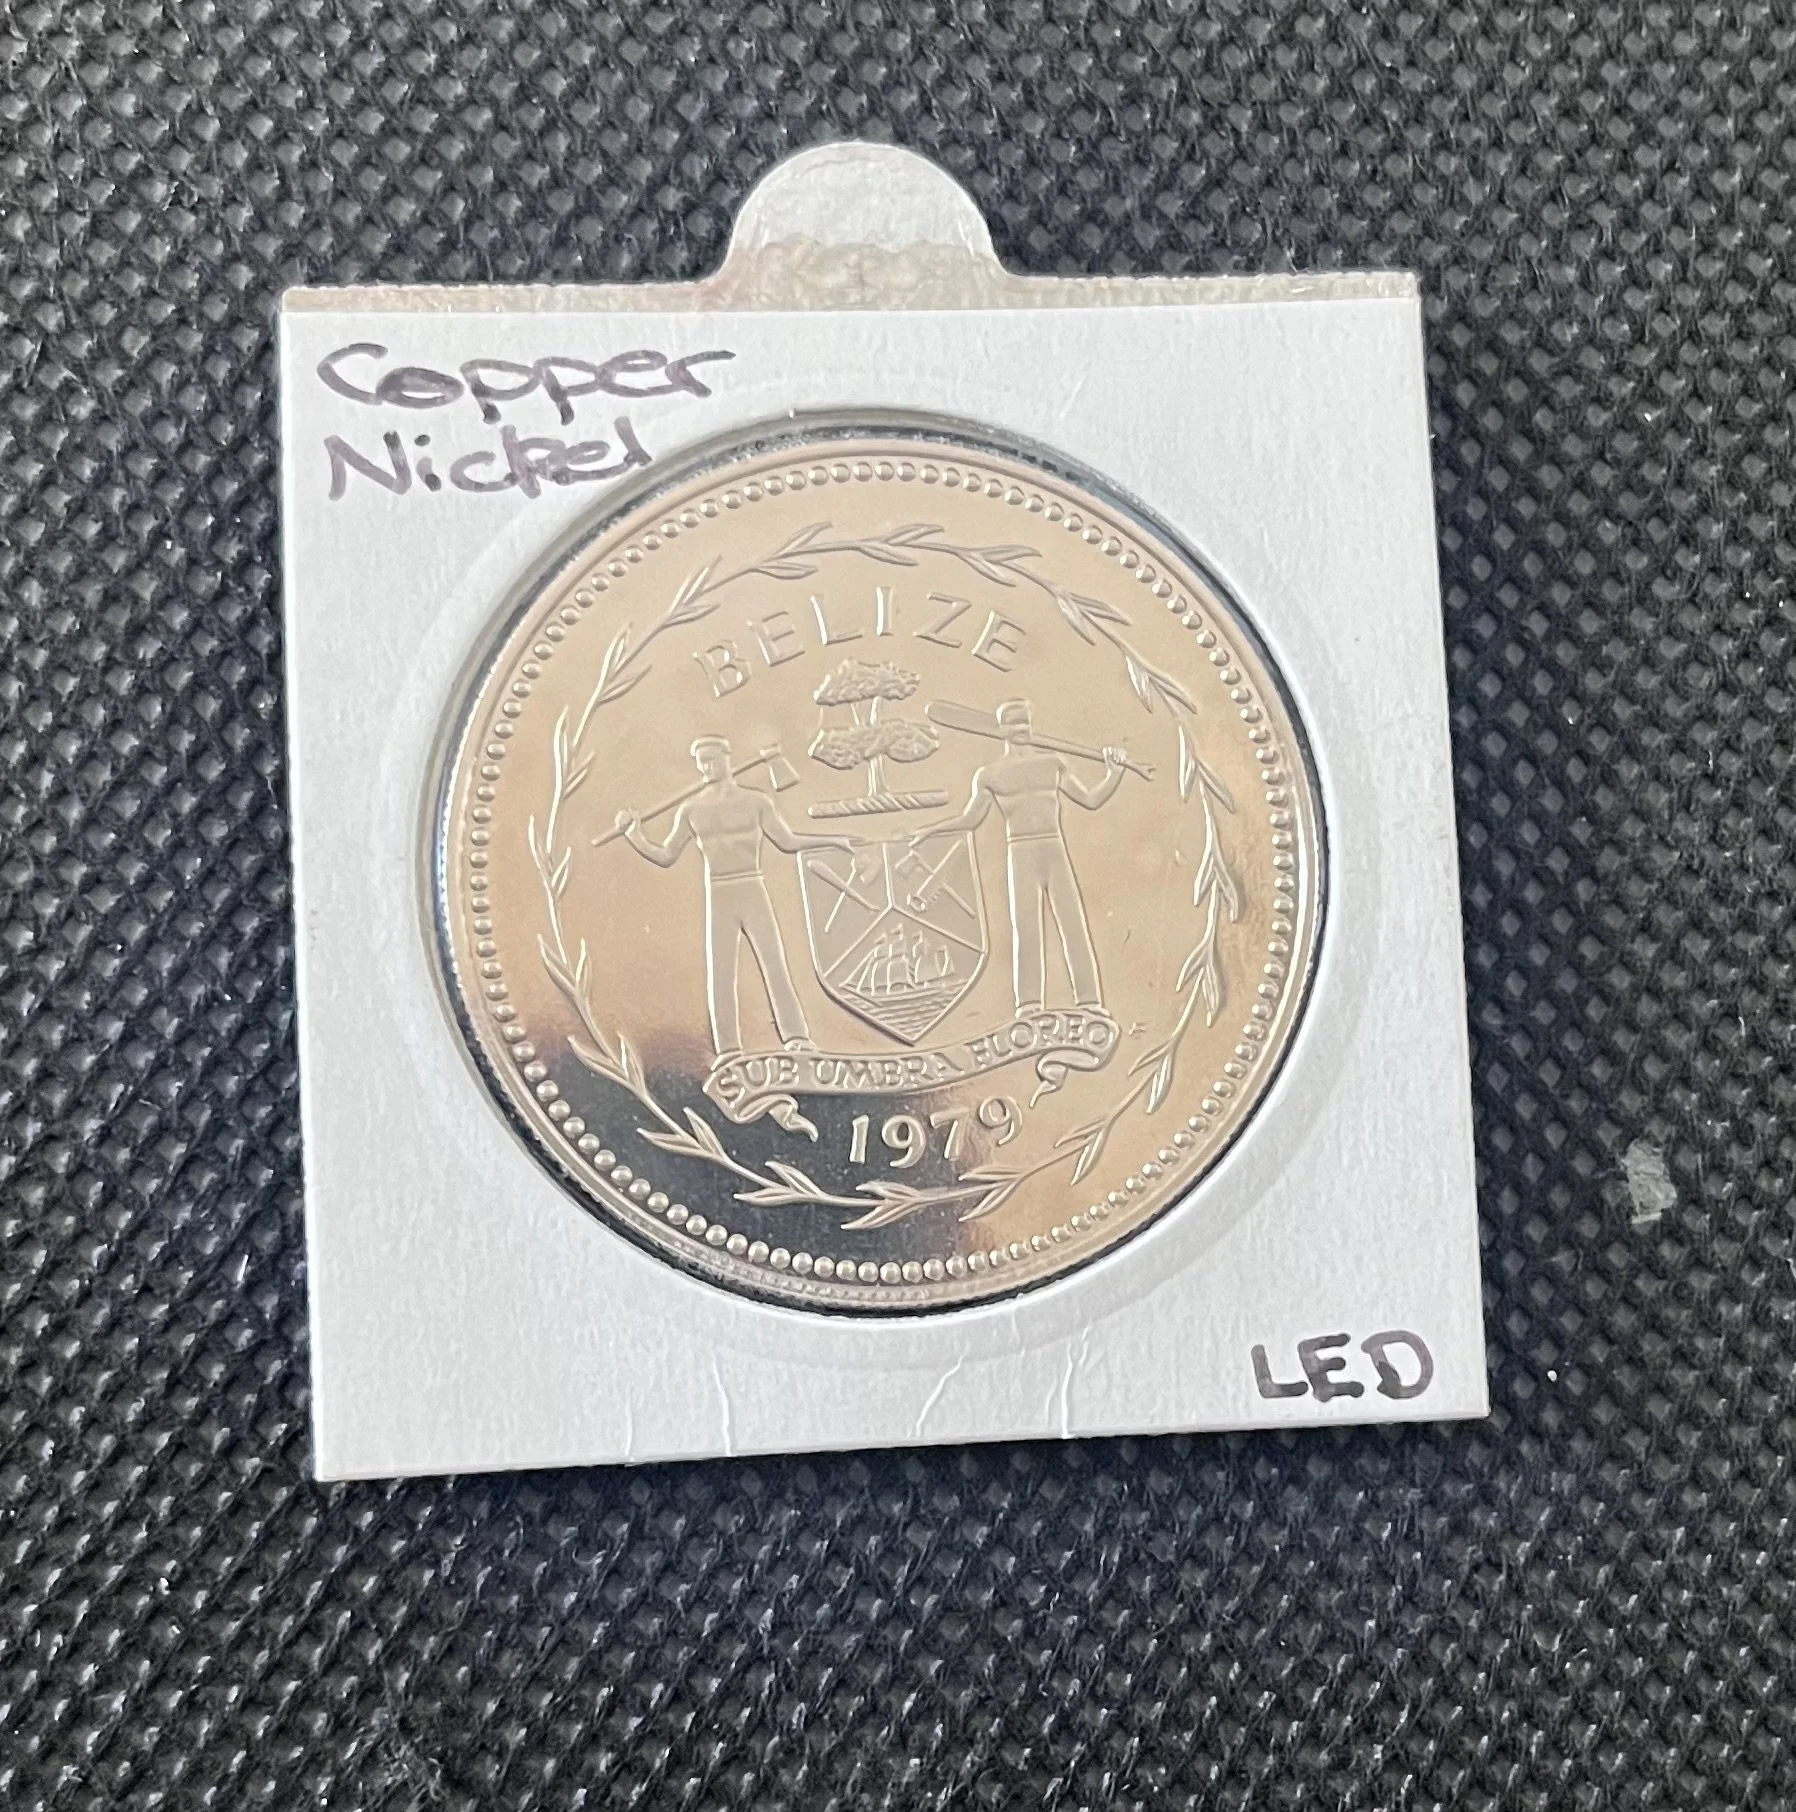 Copper
Nickel
BELIZE
SUB UMBRA FLOREO
1979
LED